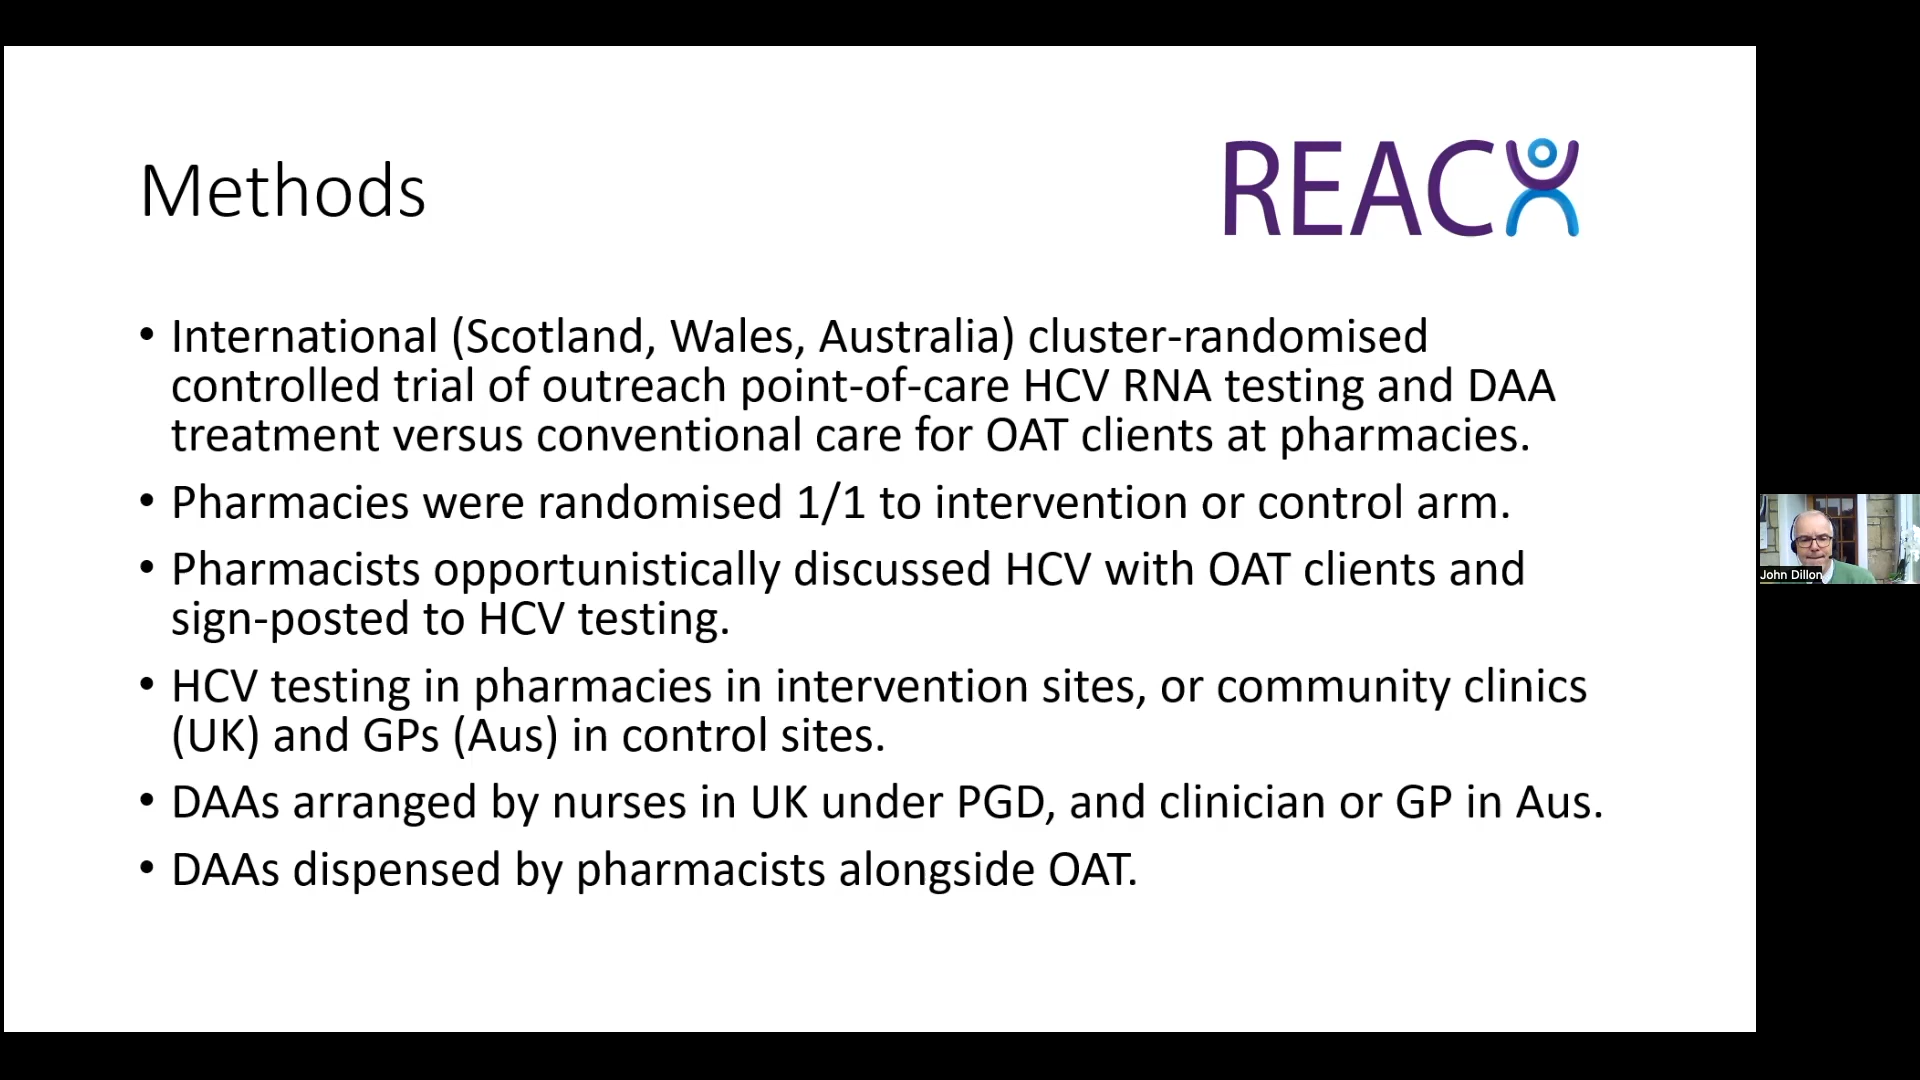 Methods
REACH
• International (Scotland, Wales, Australia) cluster-randomised
controlled trial of outreach point-of-care HCV RNA testing and DAA
treatment versus conventional care for OAT clients at pharmacies.
• Pharmacies were randomised 1/1 to intervention or control arm.
• Pharmacists opportunistically discussed HCV with OAT clients and
sign-posted to HCV testing.
• HCV testing in pharmacies in intervention sites, or community clinics
(UK) and GPs (Aus) in control sites.
• DAAs arranged by nurses in UK under PGD, and clinician or GP in Aus.
• DAAs dispensed by pharmacists alongside OAT.
John Dillon